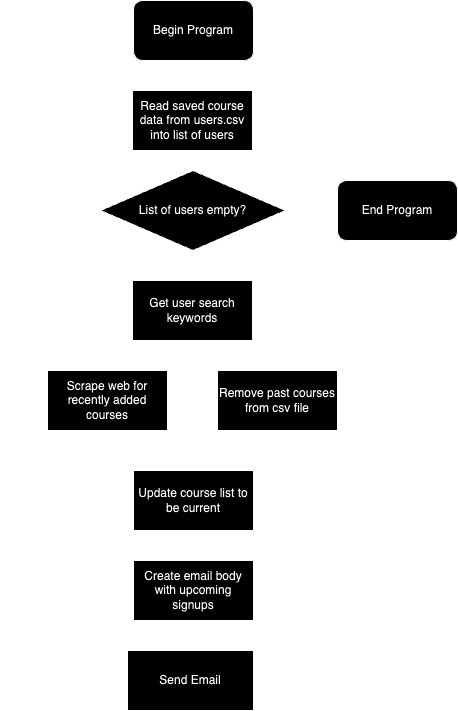 Begin Program
Read saved course
data from users.csv
into list of users
List of users empty?
End Program
Get user search
keywords
Scrape web for
recently added
courses
Remove past courses
from csv file
Update course list to
be current
Create email body
with upcoming
signups
Send Email